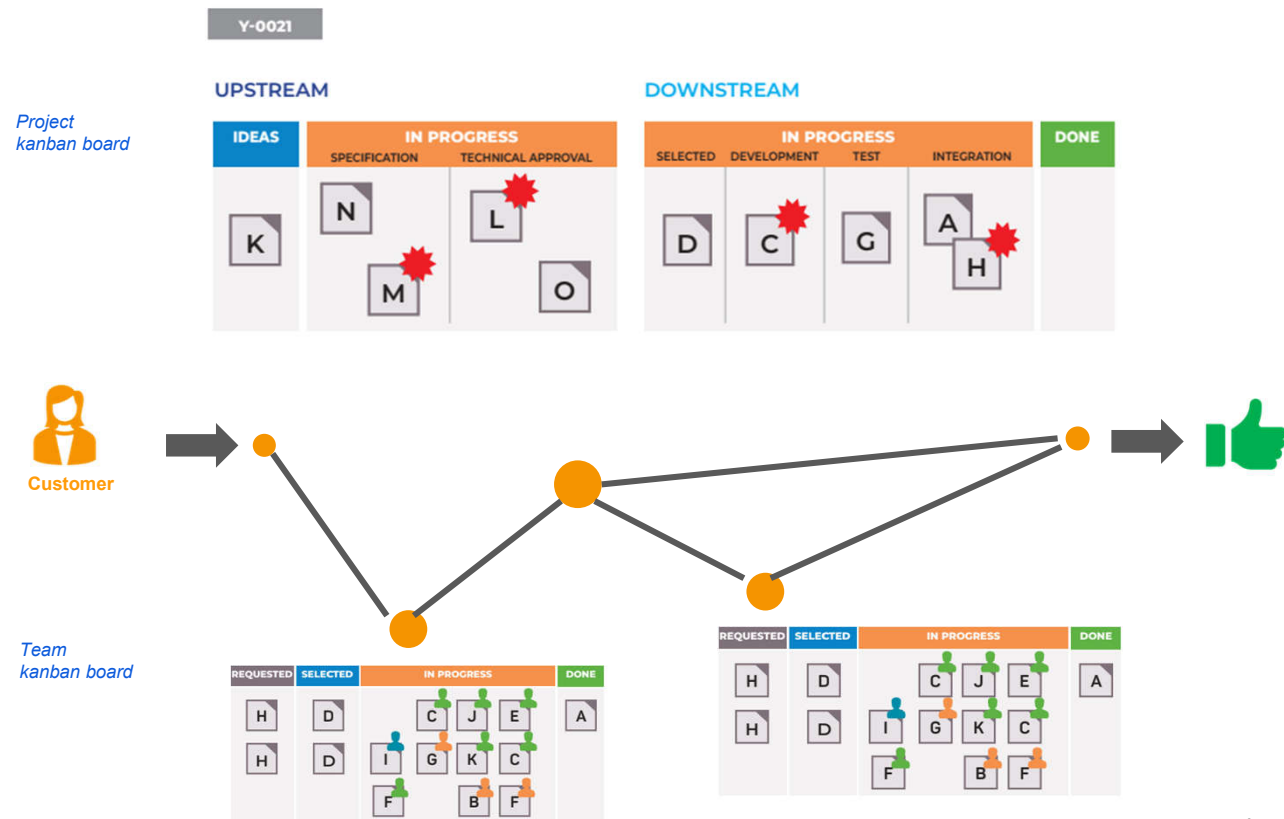 Y-0021
UPSTREAM
DOWNSTREAM
Project
kanban board
IDEAS
IN PROGRESS
SPECIFICATION
TECHNICAL APPROVAL
K
N
M
L
O
IN PROGRESS
DONE
SELECTED
DEVELOPMENT
TEST
INTEGRATION
D
C
G
A
H
Customer
Team
kanban board
REQUESTED
SELECTED
IN PROGRESS
DONE
H
D
C
J
E
A
H
D
I
G
K
C
F
B
F
REQUESTED
SELECTED
IN PROGRESS
DONE
H
D
C
J
E
A
H
D
I
G
K
C
F
B
F